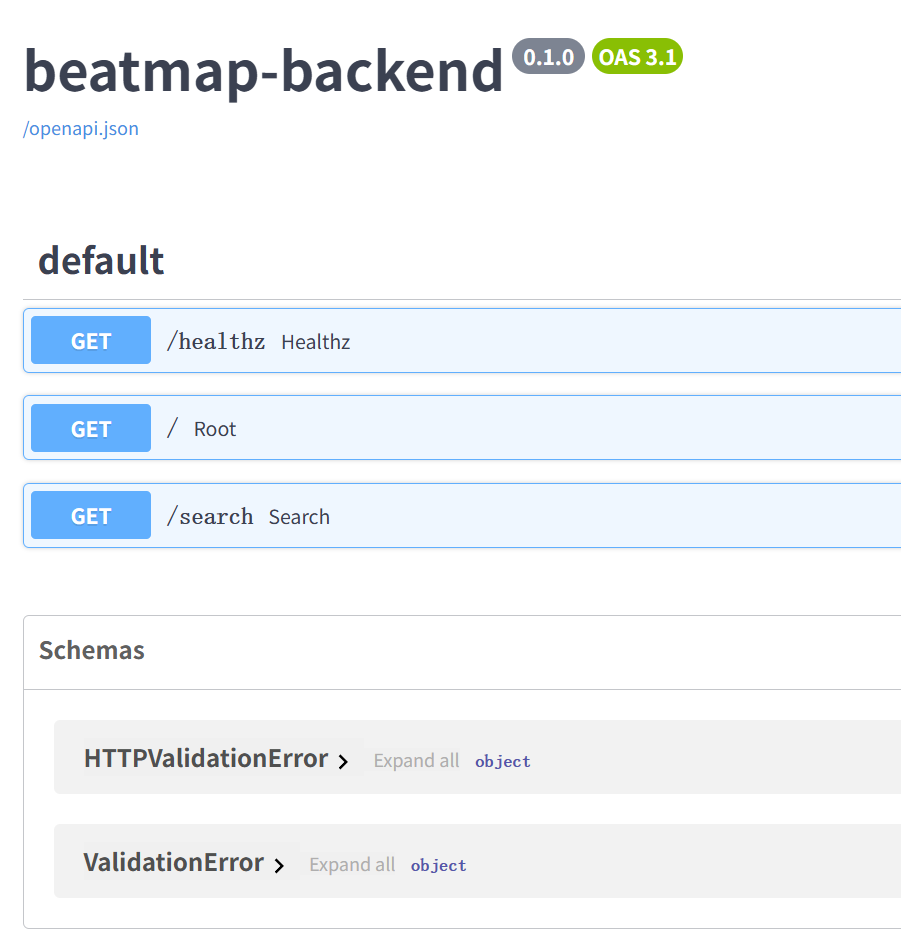 beatmap-backend 0.1.0 OAS 3.1
/openapi.json
default
GET /healthz Healthz
GET / Root
GET /search Search
Schemas
HTTPValidationError Expand all object
ValidationError Expand all object